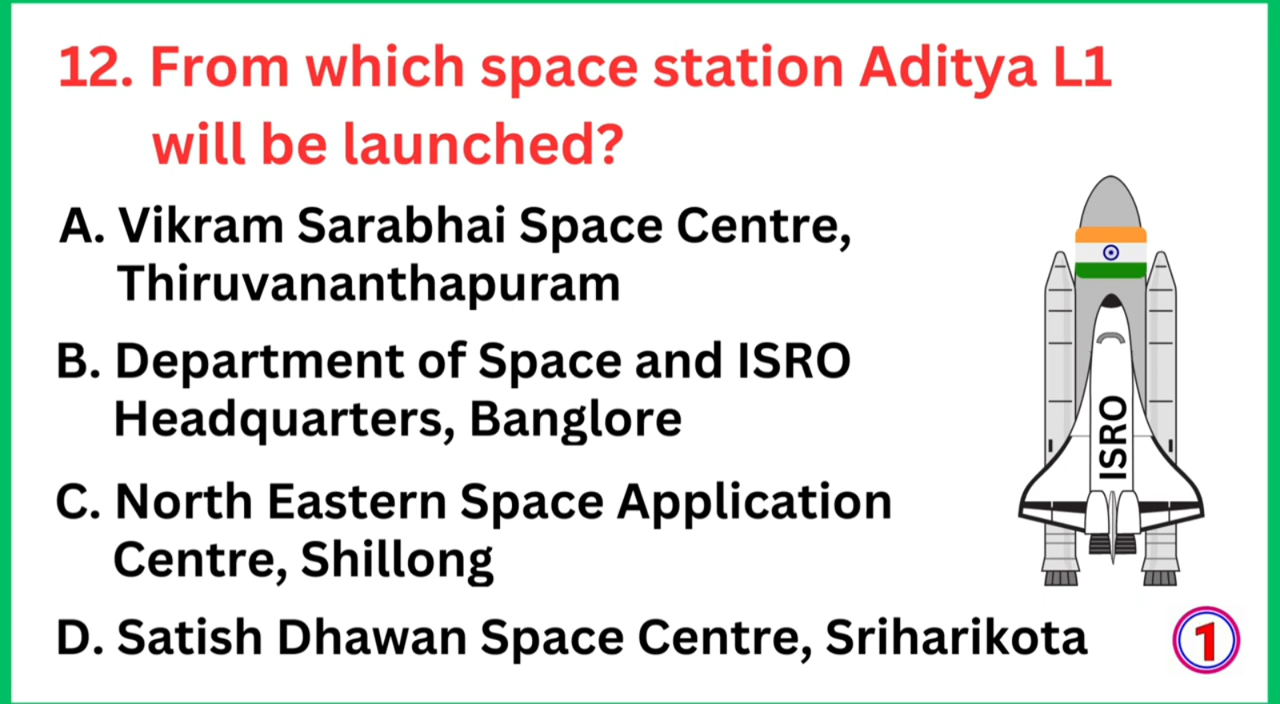 12. From which space station Aditya L1
will be launched?
A. Vikram Sarabhai Space Centre,
Thiruvananthapuram
B. Department of Space and ISRO
Headquarters, Banglore
C. North Eastern Space Application
Centre, Shillong
D. Satish Dhawan Space Centre, Sriharikota
ISRO
1